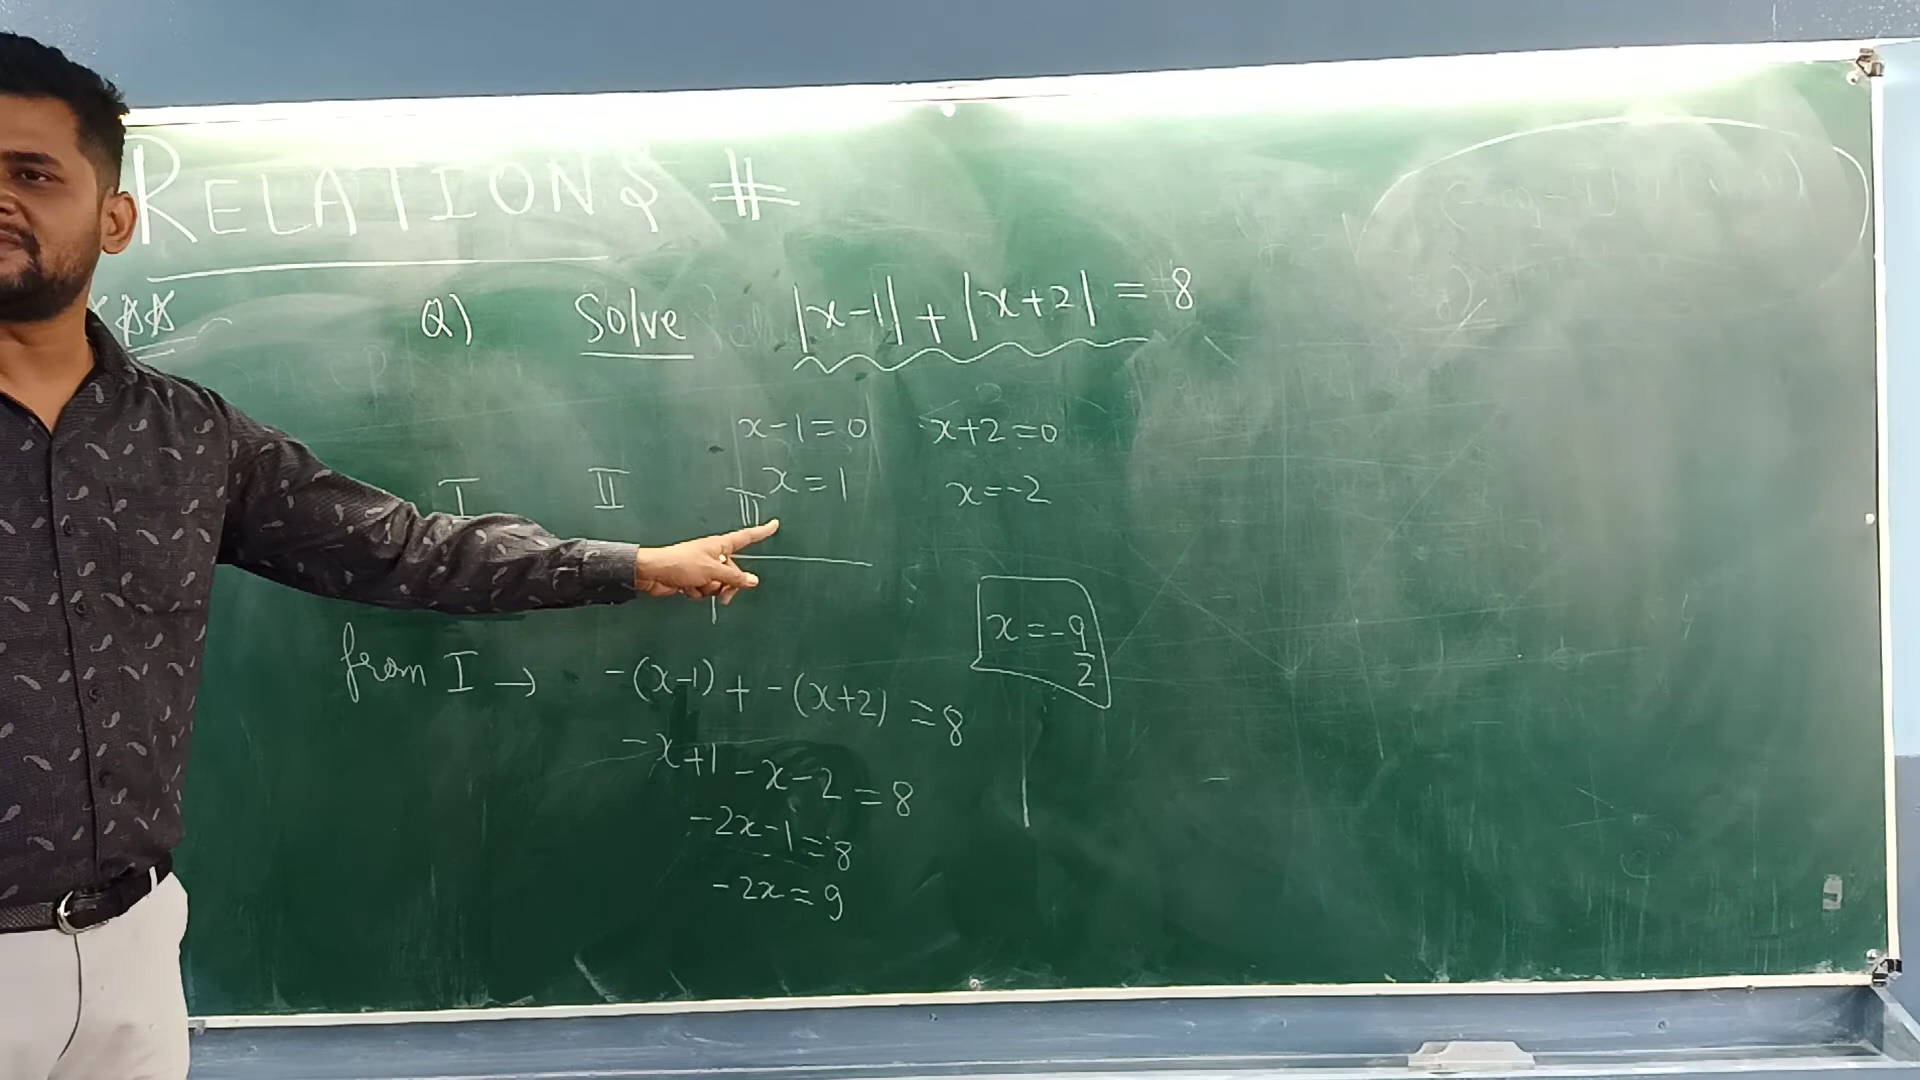 RELATIONS #
Q) Solve |x-1| + |x+2| = 8
x-1=0 x+2=0
I II III x=1 x=-2
x=-9/2
from I → -(x-1) + -(x+2) = 8
-x+1-x-2=8
-2x-1=8
-2x=9